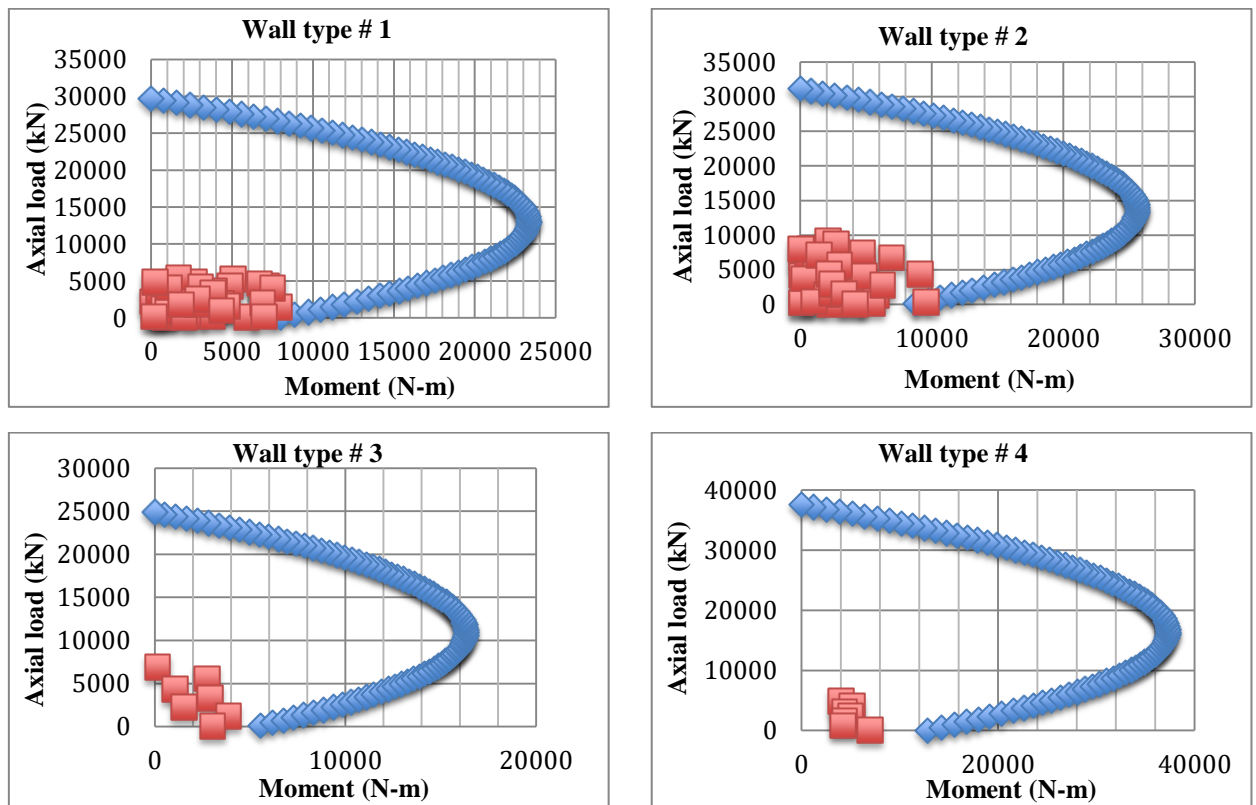 Wall type # 1
Axial load (kN)
35000
30000
25000
20000
15000
10000
5000
0
0 5000 10000 15000 20000 25000
Moment (N-m)
Wall type # 2
Axial load (kN)
35000
30000
25000
20000
15000
10000
5000
0
0 10000 20000 30000
Moment (N-m)
Wall type # 3
Axial load (kN)
30000
25000
20000
15000
10000
5000
0
0 10000 20000
Moment (N-m)
Wall type # 4
Axial load (kN)
40000
30000
20000
10000
0
0 20000 40000
Moment (N-m)